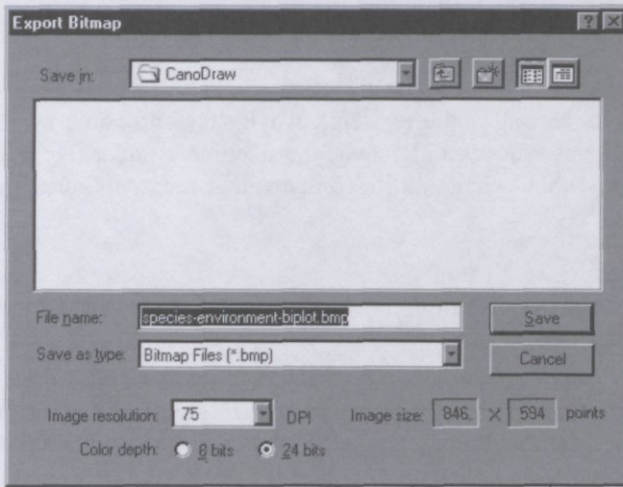 Export Bitmap
Save in: CanoDraw
File name: species-environment-biplot.bmp Save
Save as type: Bitmap Files (*.bmp) Cancel
Image resolution: 75 DPI Image size: 846 X 594 points
Color depth: 8 bits 24 bits